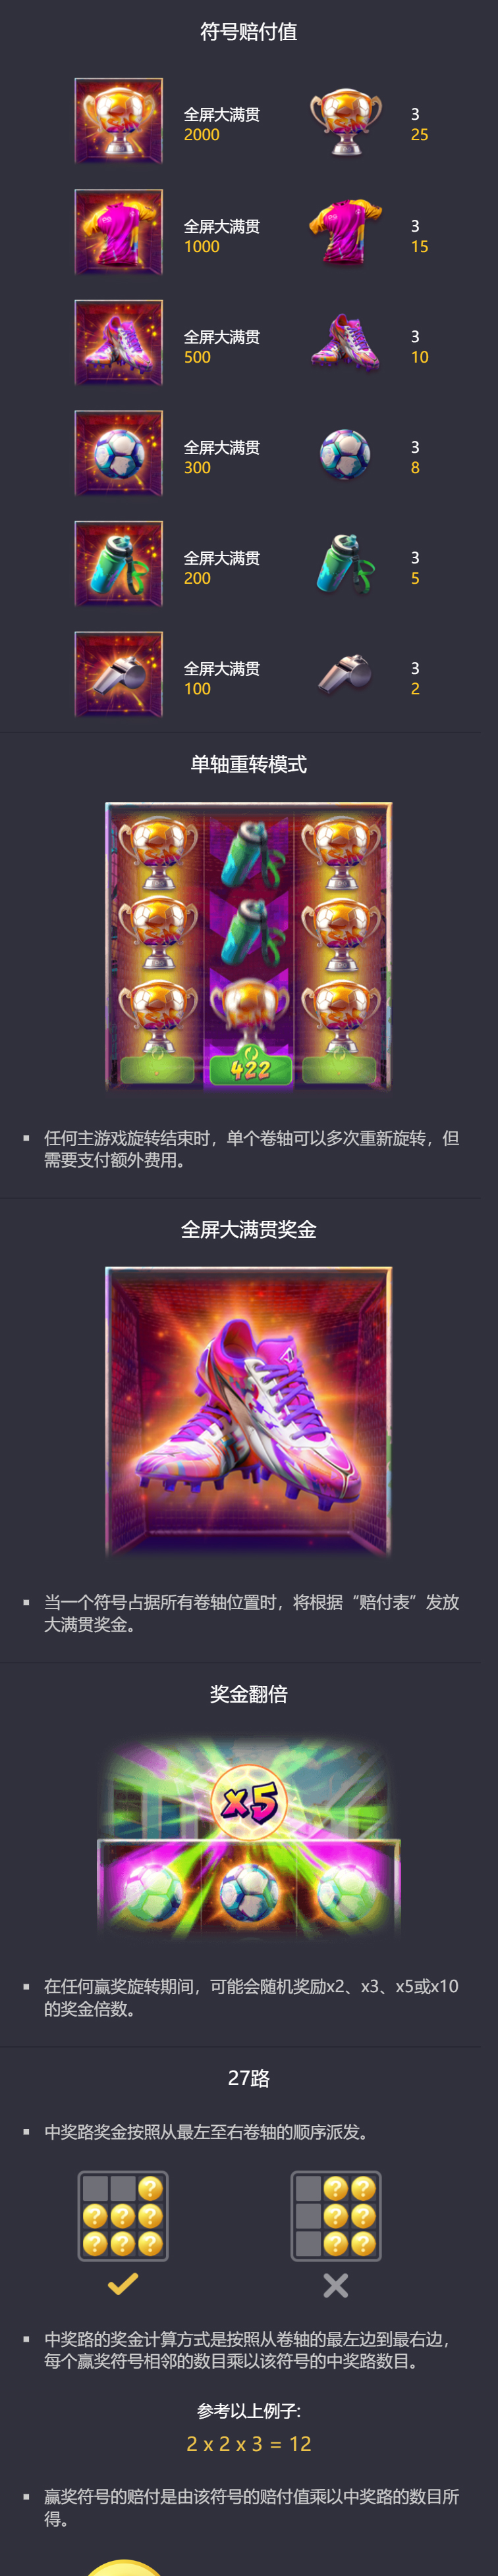 符号赔付值
全屏大满贯 3
2000 25
全屏大满贯 3
1000 15
全屏大满贯 3
500 10
全屏大满贯 3
300 8
全屏大满贯 3
200 5
全屏大满贯 3
100 2
单轴重转模式
422
▪ 任何主游戏旋转结束时，单个卷轴可以多次重新旋转，但
需要支付额外费用。
全屏大满贯奖金
▪ 当一个符号占据所有卷轴位置时，将根据“赔付表”发放
大满贯奖金。
奖金翻倍
x5
▪ 在任何赢奖旋转期间，可能会随机奖励x2、x3、x5或x10
的奖金倍数。
27路
▪ 中奖路奖金按照从最左至右卷轴的顺序派发。
? ? ?
? ? ? ? ?
? ? ? ? ?
▪ 中奖路的奖金计算方式是按照从卷轴的最左边到最右边，
每个赢奖符号相邻的数目乘以该符号的中奖路数目。
参考以上例子:
2 x 2 x 3 = 12
▪ 赢奖符号的赔付是由该符号的赔付值乘以中奖路的数目所
得。